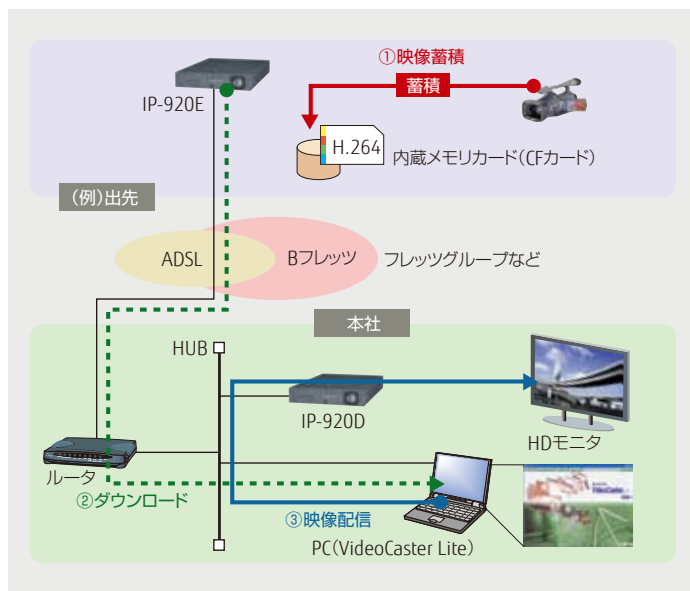 ①映像蓄積
蓄積
IP-920E
H.264
内蔵メモリカード(CFカード)
(例)出先
ADSL
Bフレッツ
フレッツグループなど
本社
HUB
IP-920D
HDモニタ
ルータ
②ダウンロード
③映像配信
PC(VideoCaster Lite)